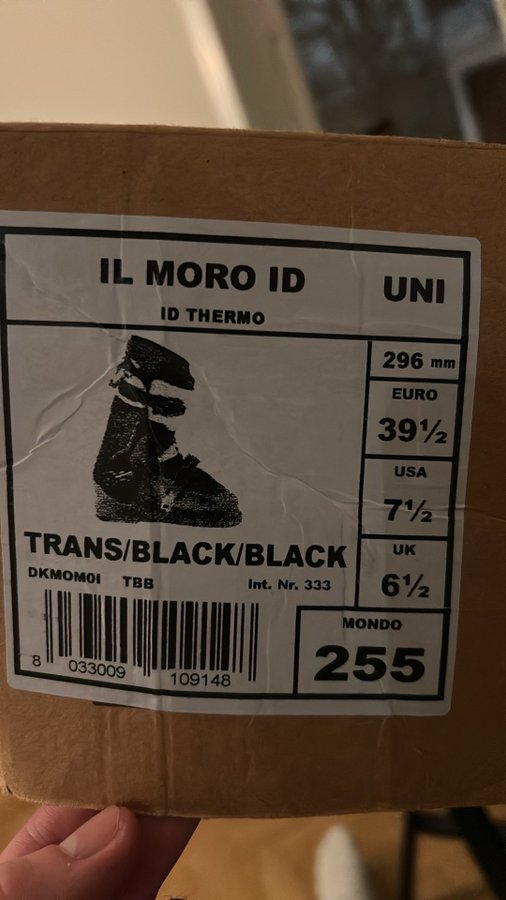 IL MORO ID
ID THERMO
UNI
296 mm
EURO
39½
USA
7½
UK
6½
TRANS/BLACK/BLACK
DKMOM0I TBB Int. Nr. 333
8 033009 109148
MONDO
255